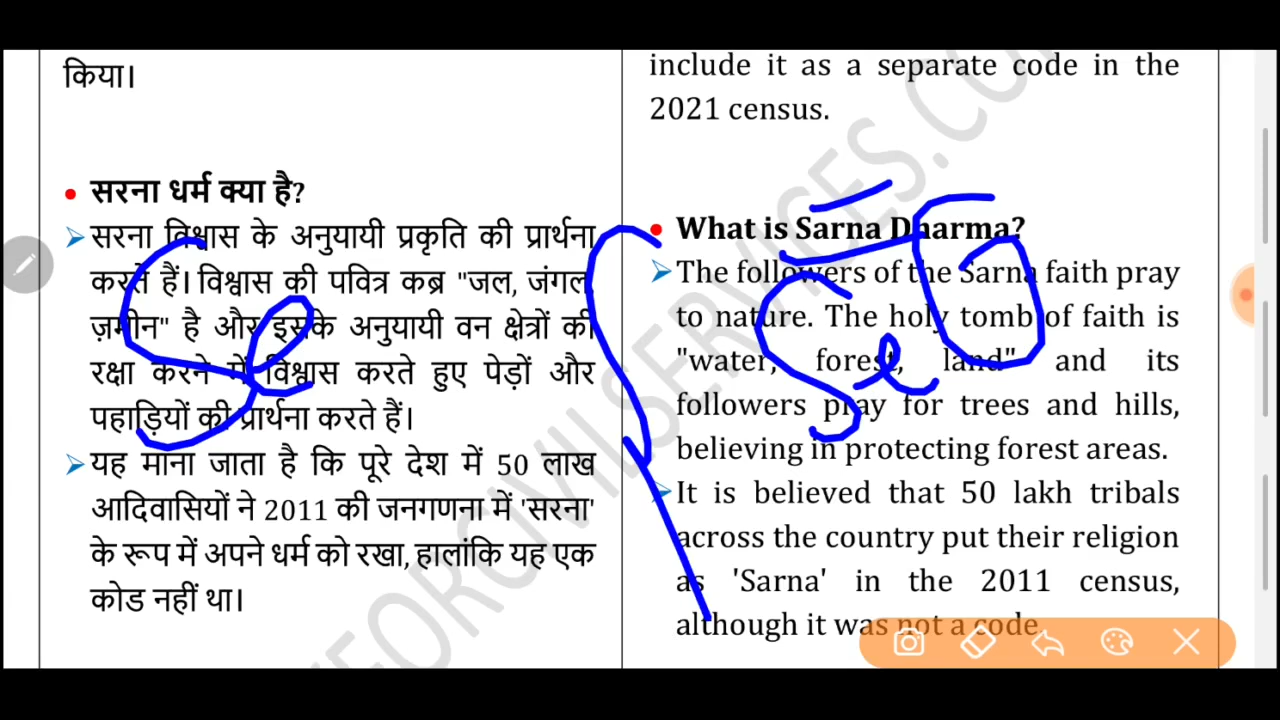 किया।
सरना धर्म क्या है?
सरना विश्वास के अनुयायी प्रकृति की प्रार्थना
करते हैं। विश्वास की पवित्र कब्र "जल, जंगल,
ज़मीन" है और इसके अनुयायी वन क्षेत्रों की
रक्षा करने में विश्वास करते हुए पेड़ों और
पहाड़ियों की प्रार्थना करते हैं।
यह माना जाता है कि पूरे देश में 50 लाख
आदिवासियों ने 2011 की जनगणना में 'सरना'
के रूप में अपने धर्म को रखा, हालांकि यह एक
कोड नहीं था।
include it as a separate code in the
2021 census.
What is Sarna Dharma?
The followers of the Sarna faith pray
to nature. The holy tomb of faith is
"water, forest, land" and its
followers pray for trees and hills,
believing in protecting forest areas.
It is believed that 50 lakh tribals
across the country put their religion
as 'Sarna' in the 2011 census,
although it was not a code.
FORCIVILSERVICES.CO